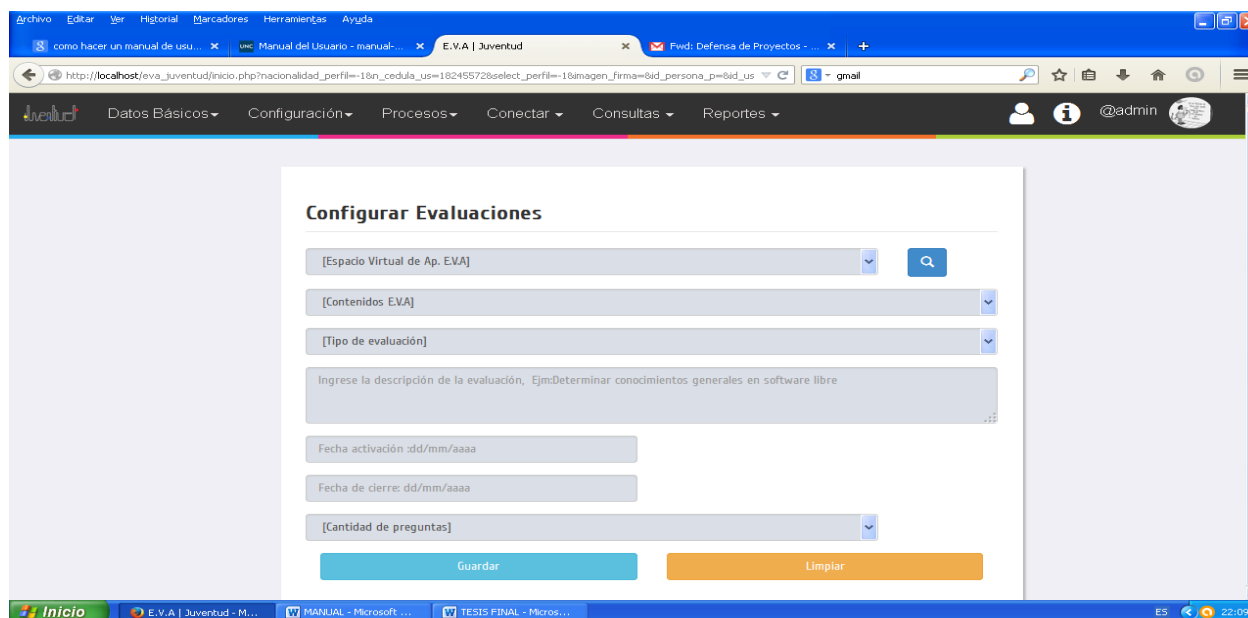 Archivo Editar Ver Historial Marcadores Herramientas Ayuda
como hacer un manual de usu... UNC Manual del Usuario - manual-... E.V.A | Juventud Fwd: Defensa de Proyectos - ...
http://localhost/eva_juventud/inicio.php?nacionalidad_perfil=-1&n_cedula_us=18245572&select_perfil=-1&imagen_firma=&id_persona_p=&id_us gmail
Juventud Datos Básicos Configuración Procesos Conectar Consultas Reportes @admin
Configurar Evaluaciones
[Espacio Virtual de Ap. E.V.A]
[Contenidos E.V.A]
[Tipo de evaluación]
Ingrese la descripción de la evaluación, Ejm:Determinar conocimientos generales en software libre
Fecha activación :dd/mm/aaaa
Fecha de cierre: dd/mm/aaaa
[Cantidad de preguntas]
Guardar Limpiar
Inicio E.V.A | Juventud - M... MANUAL - Microsoft ... TESIS FINAL - Micros... ES 22:09